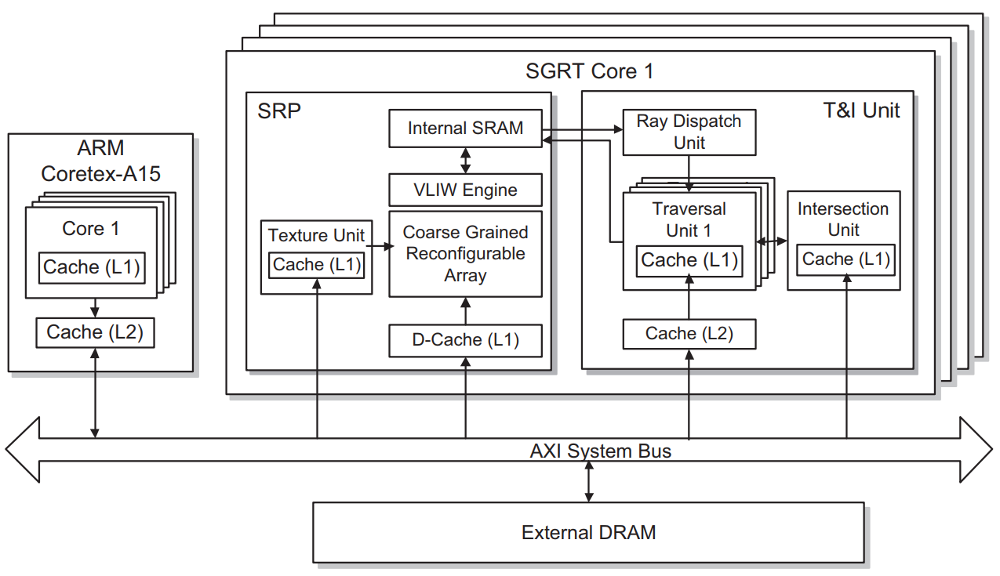 SGRT Core 1
SRP
Internal SRAM
VLIW Engine
Texture Unit
Cache (L1)
Coarse Grained
Reconfigurable
Array
D-Cache (L1)
T&I Unit
Ray Dispatch
Unit
Traversal
Unit 1
Cache (L1)
Intersection
Unit
Cache (L1)
Cache (L2)
ARM
Coretex-A15
Core 1
Cache (L1)
Cache (L2)
AXI System Bus
External DRAM